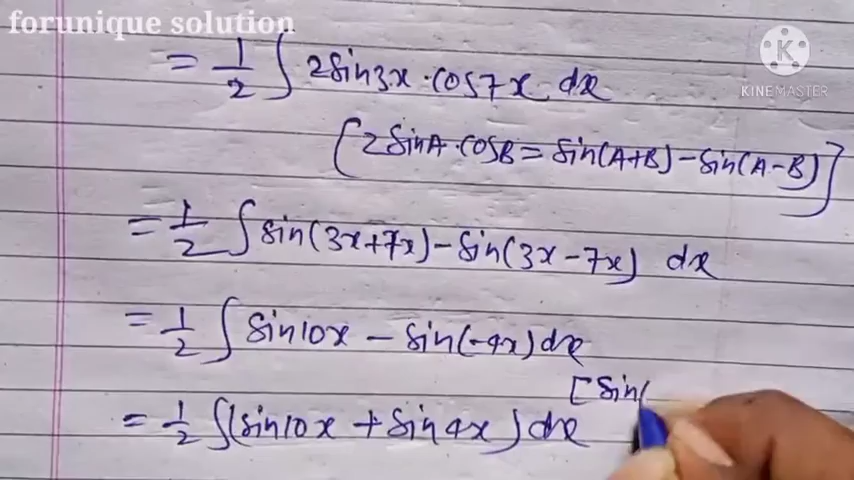 forunique solution
= 1/2 ∫ 2sin3x · cos7x dx
KINEMASTER
[2sinA · cosB = sin(A+B) - sin(A-B)]
= 1/2 ∫ sin(3x+7x) - sin(3x-7x) dx
= 1/2 ∫ sin10x - sin(-4x) dx
[sin(
= 1/2 ∫(sin10x + sin4x) dx